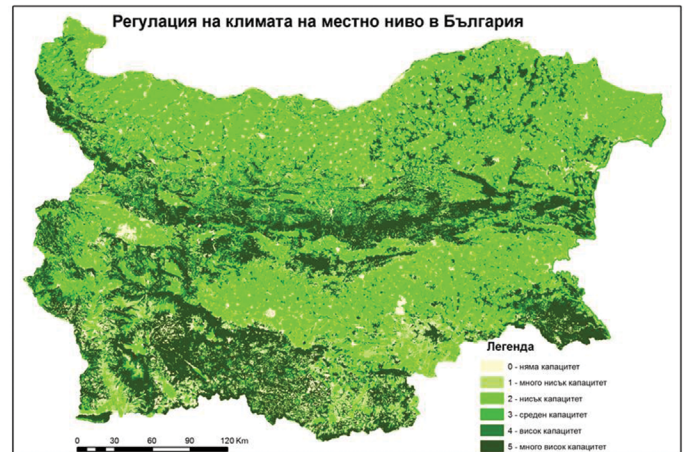 Регулация на климата на местно ниво в България
Легенда
0 - няма капацитет
1 - много нисък капацитет
2 - нисък капацитет
3 - среден капацитет
4 - висок капацитет
5 - много висок капацитет
0 30 60 90 120 Km